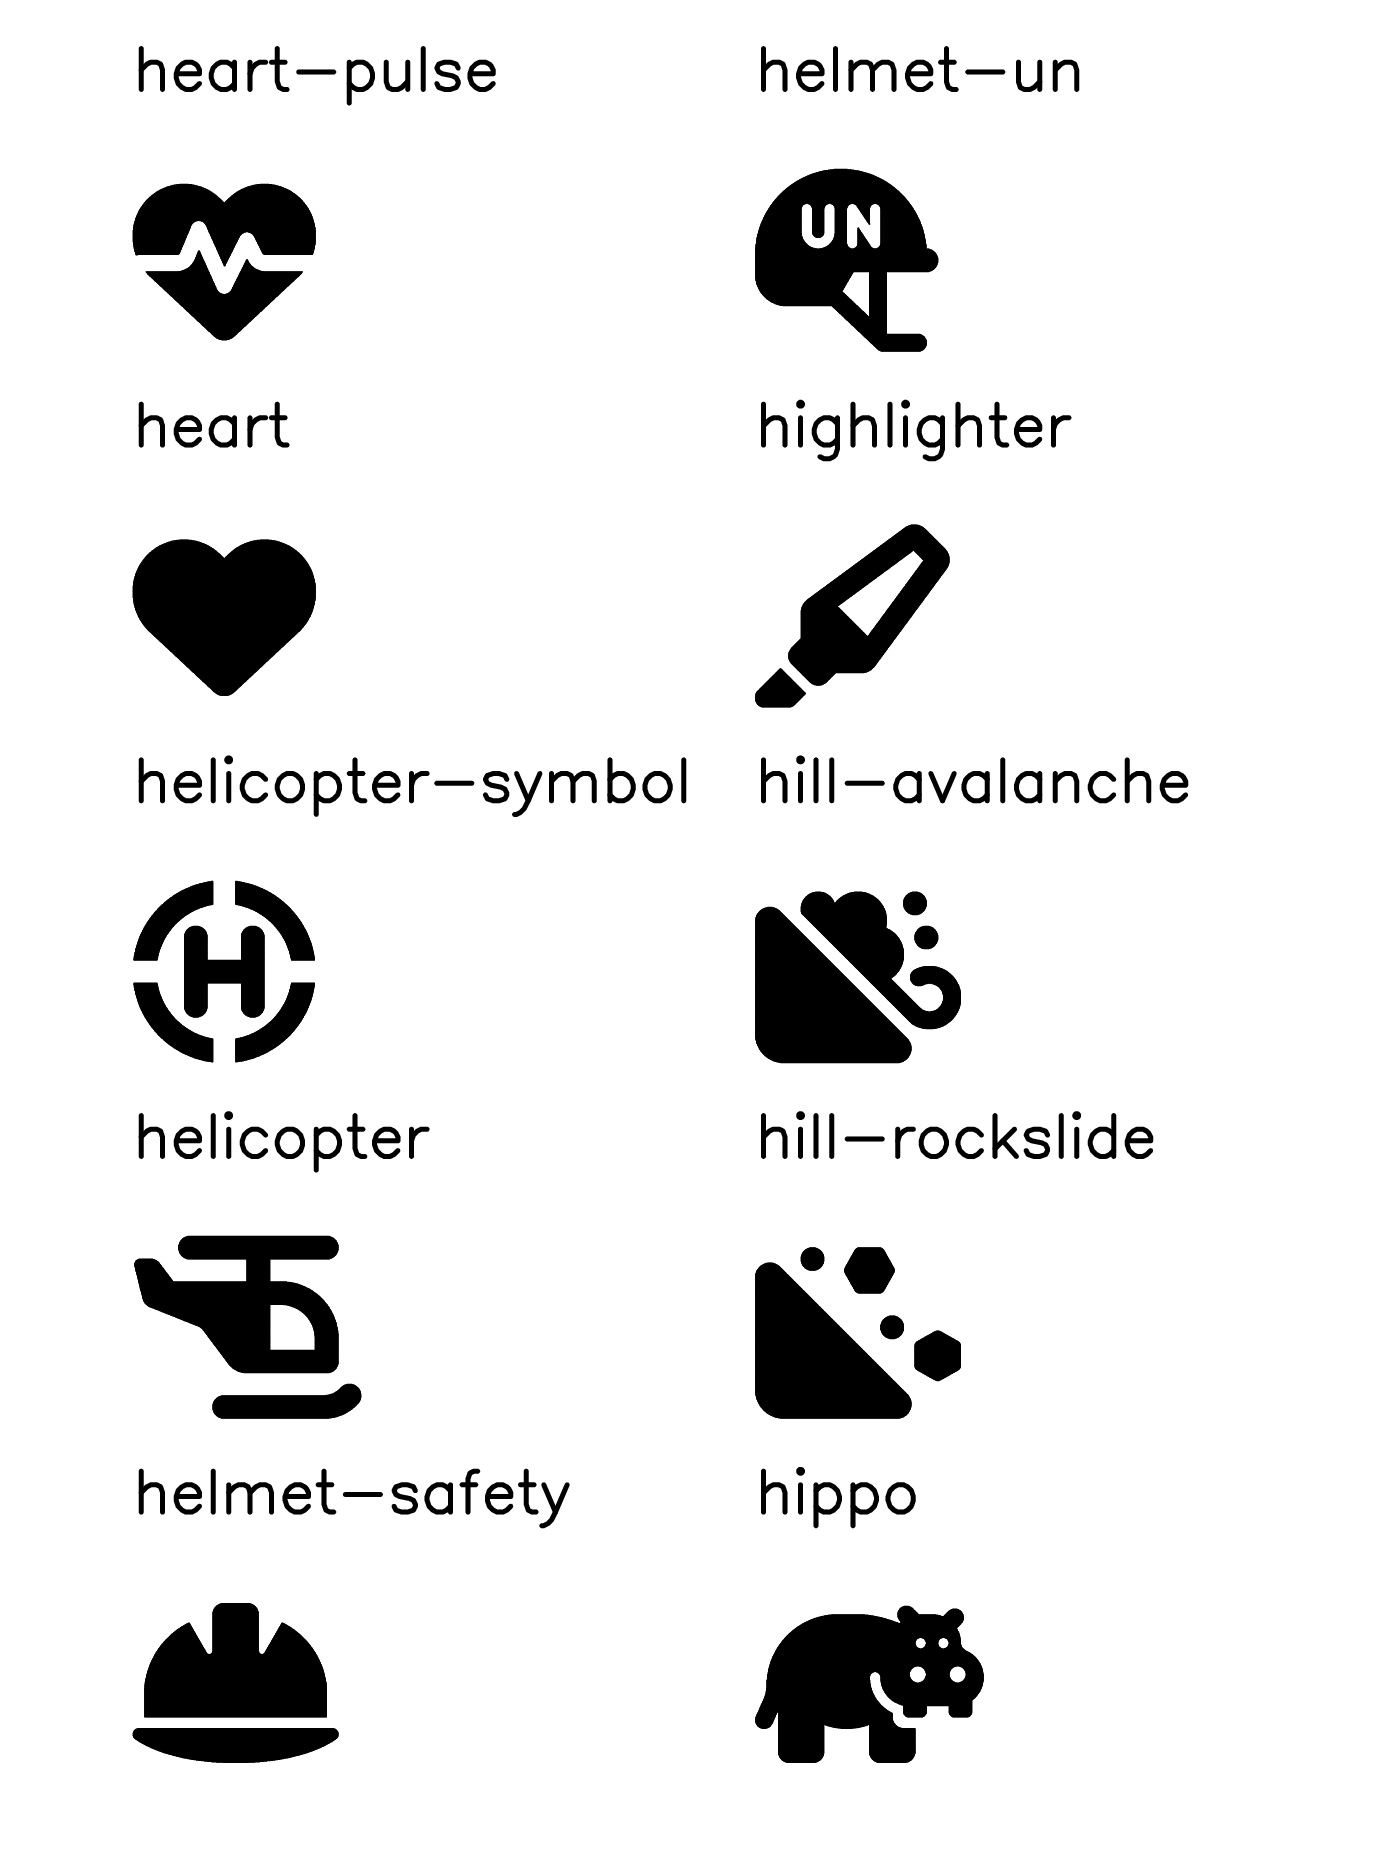 heart-pulse
helmet-un
UN
heart
highlighter
helicopter-symbol
hill-avalanche
H
helicopter
hill-rockslide
helmet-safety
hippo